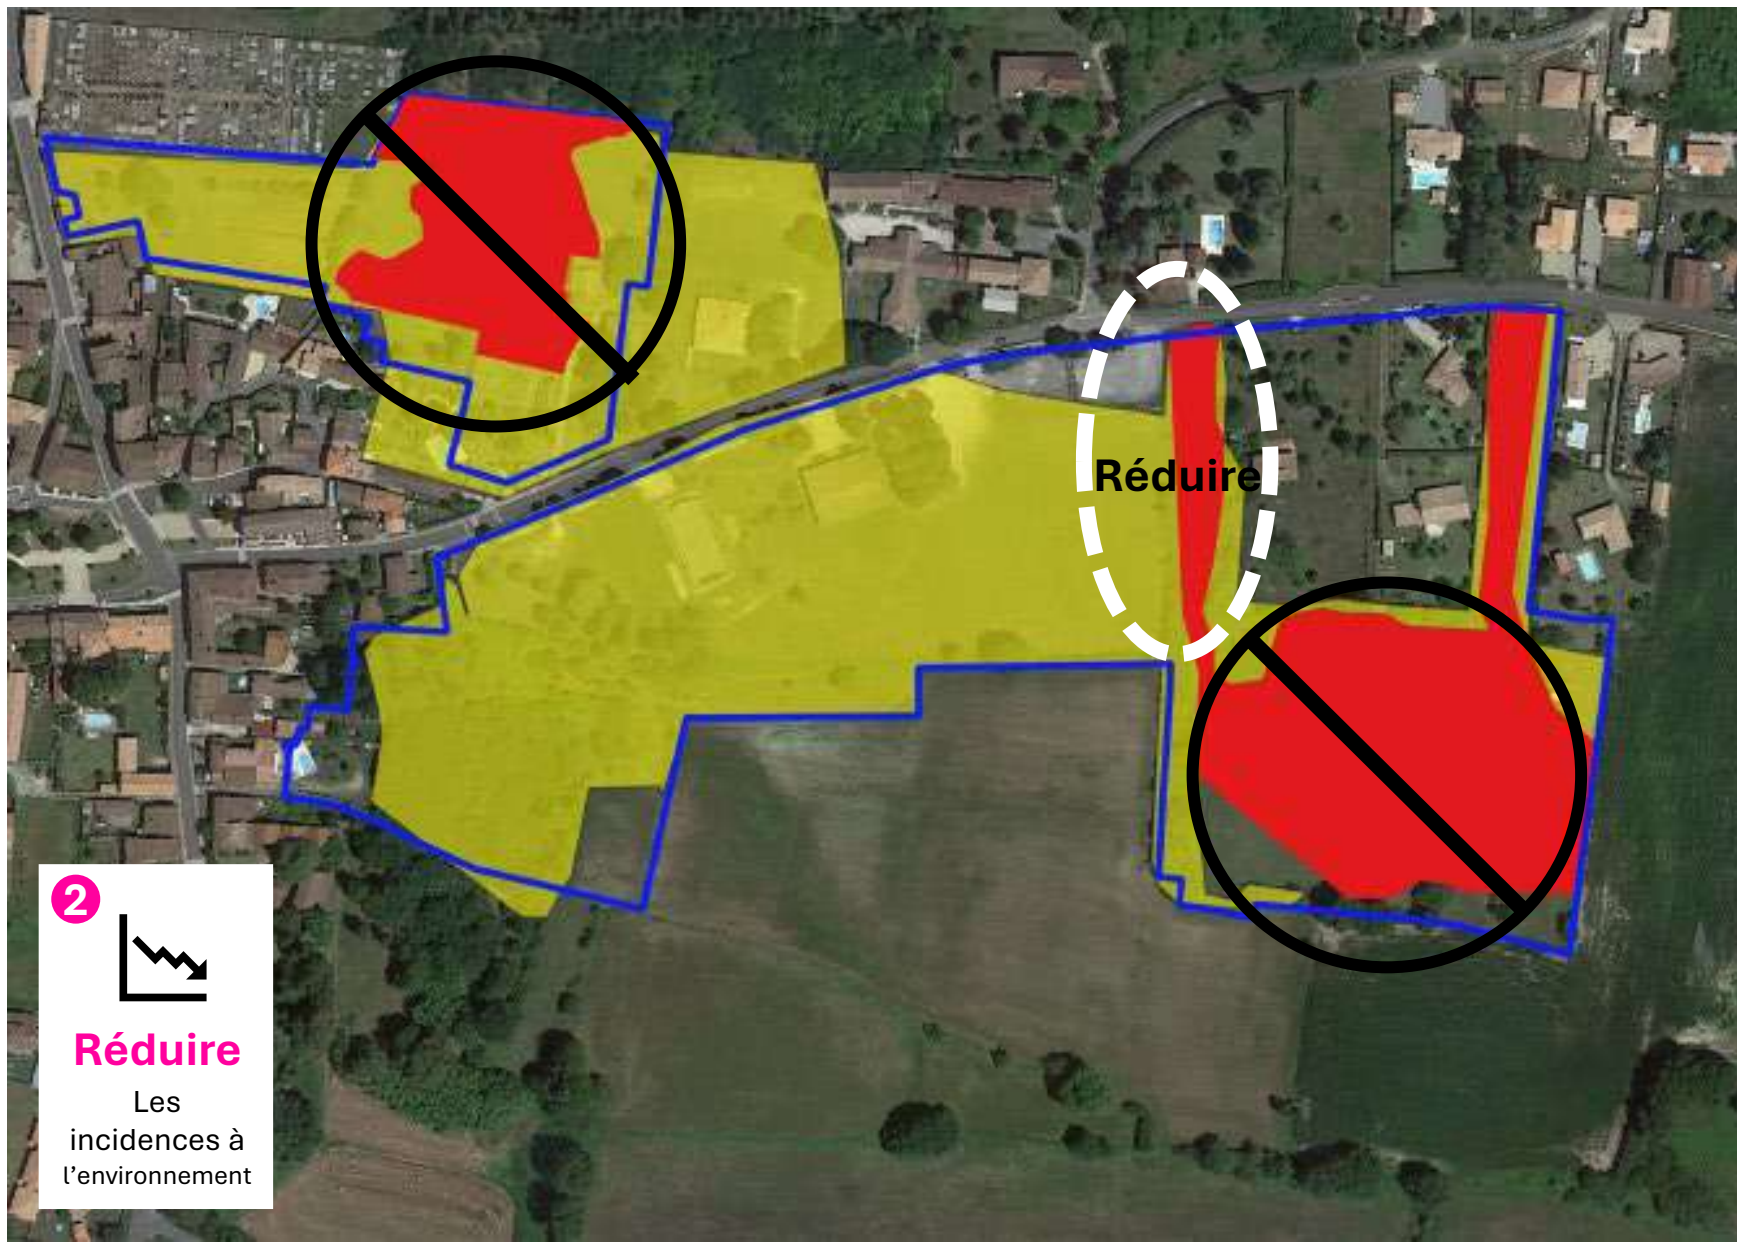 Réduire
2
Réduire
Les
incidences à
l'environnement